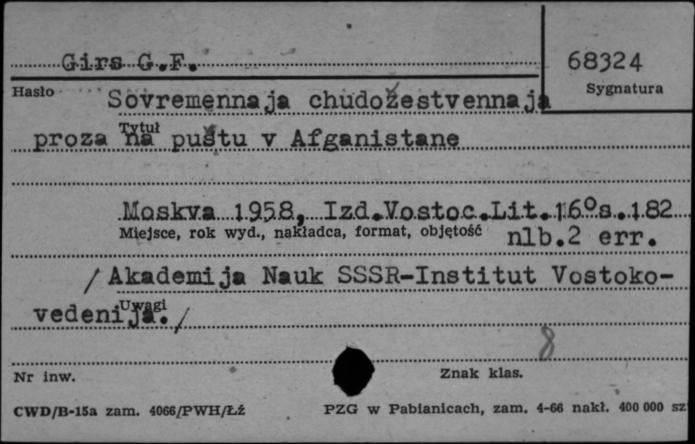 Girs G.F.
68324
Hasło
Sygnatura
Sovremennaja chudožestvennaja
Tytuł
proza na puštu v Afganistane
Moskva 1958, Izd.Vostoc.Lit.16°s.182
Miejsce, rok wyd., nakładca, format, objętość
nlb.2 err.
/Akademija Nauk SSSR-Institut Vostoko-
Uwagi
vedenija./
8
Nr inw.
Znak klas.
CWD/B-15a zam. 4066/PWH/Łź
PZG w Pabianicach, zam. 4-66 nakł. 400 000 sz